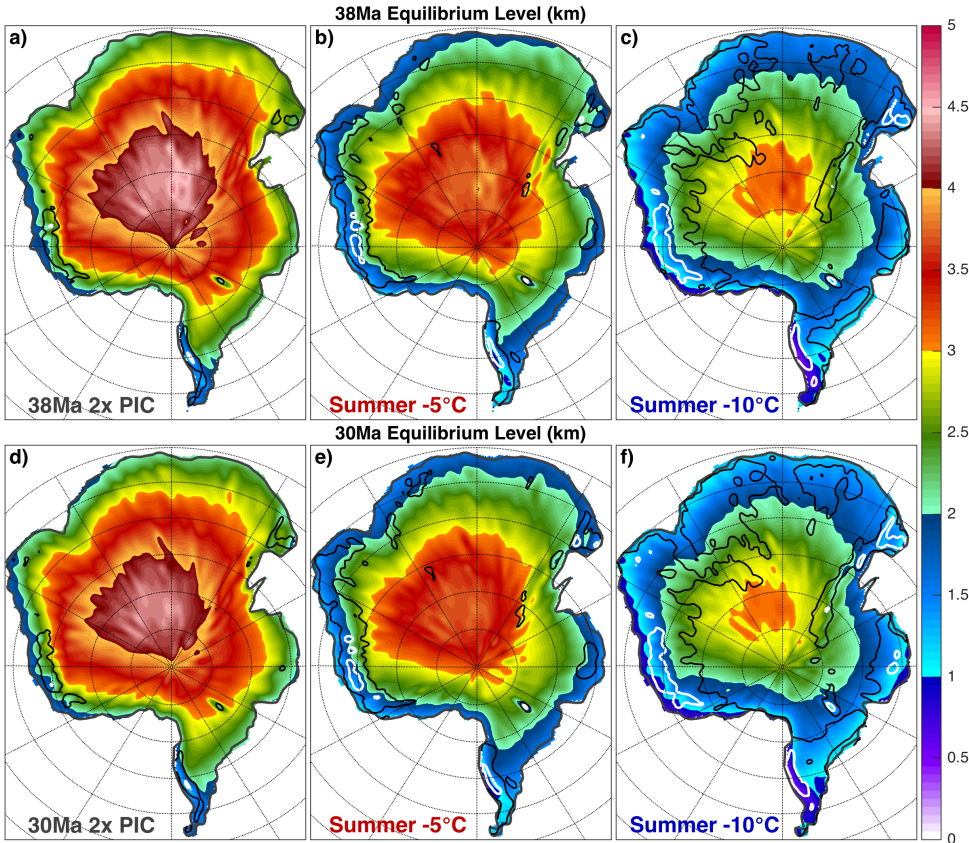 38Ma Equilibrium Level (km)
a)
b)
c)
38Ma 2x PIC
Summer -5°C
Summer -10°C
30Ma Equilibrium Level (km)
d)
e)
f)
30Ma 2x PIC
Summer -5°C
Summer -10°C
5
4.5
4
3.5
3
2.5
2
1.5
1
0.5
0